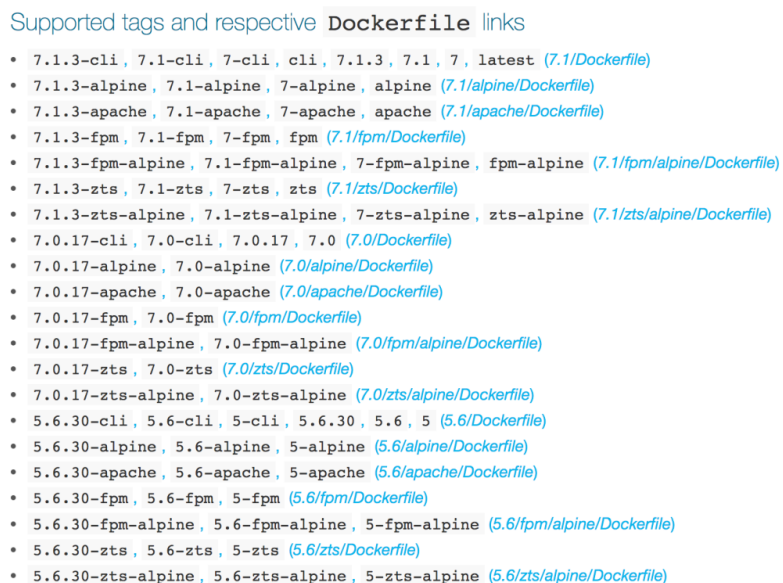 Supported tags and respective Dockerfile links
• 7.1.3-cli, 7.1-cli, 7-cli, cli, 7.1.3, 7.1, 7, latest (7.1/Dockerfile)
• 7.1.3-alpine, 7.1-alpine, 7-alpine, alpine (7.1/alpine/Dockerfile)
• 7.1.3-apache, 7.1-apache, 7-apache, apache (7.1/apache/Dockerfile)
• 7.1.3-fpm, 7.1-fpm, 7-fpm, fpm (7.1/fpm/Dockerfile)
• 7.1.3-fpm-alpine, 7.1-fpm-alpine, 7-fpm-alpine, fpm-alpine (7.1/fpm/alpine/Dockerfile)
• 7.1.3-zts, 7.1-zts, 7-zts, zts (7.1/zts/Dockerfile)
• 7.1.3-zts-alpine, 7.1-zts-alpine, 7-zts-alpine, zts-alpine (7.1/zts/alpine/Dockerfile)
• 7.0.17-cli, 7.0-cli, 7.0.17, 7.0 (7.0/Dockerfile)
• 7.0.17-alpine, 7.0-alpine (7.0/alpine/Dockerfile)
• 7.0.17-apache, 7.0-apache (7.0/apache/Dockerfile)
• 7.0.17-fpm, 7.0-fpm (7.0/fpm/Dockerfile)
• 7.0.17-fpm-alpine, 7.0-fpm-alpine (7.0/fpm/alpine/Dockerfile)
• 7.0.17-zts, 7.0-zts (7.0/zts/Dockerfile)
• 7.0.17-zts-alpine, 7.0-zts-alpine (7.0/zts/alpine/Dockerfile)
• 5.6.30-cli, 5.6-cli, 5-cli, 5.6.30, 5.6, 5 (5.6/Dockerfile)
• 5.6.30-alpine, 5.6-alpine, 5-alpine (5.6/alpine/Dockerfile)
• 5.6.30-apache, 5.6-apache, 5-apache (5.6/apache/Dockerfile)
• 5.6.30-fpm, 5.6-fpm, 5-fpm (5.6/fpm/Dockerfile)
• 5.6.30-fpm-alpine, 5.6-fpm-alpine, 5-fpm-alpine (5.6/fpm/alpine/Dockerfile)
• 5.6.30-zts, 5.6-zts, 5-zts (5.6/zts/Dockerfile)
• 5.6.30-zts-alpine, 5.6-zts-alpine, 5-zts-alpine (5.6/zts/alpine/Dockerfile)